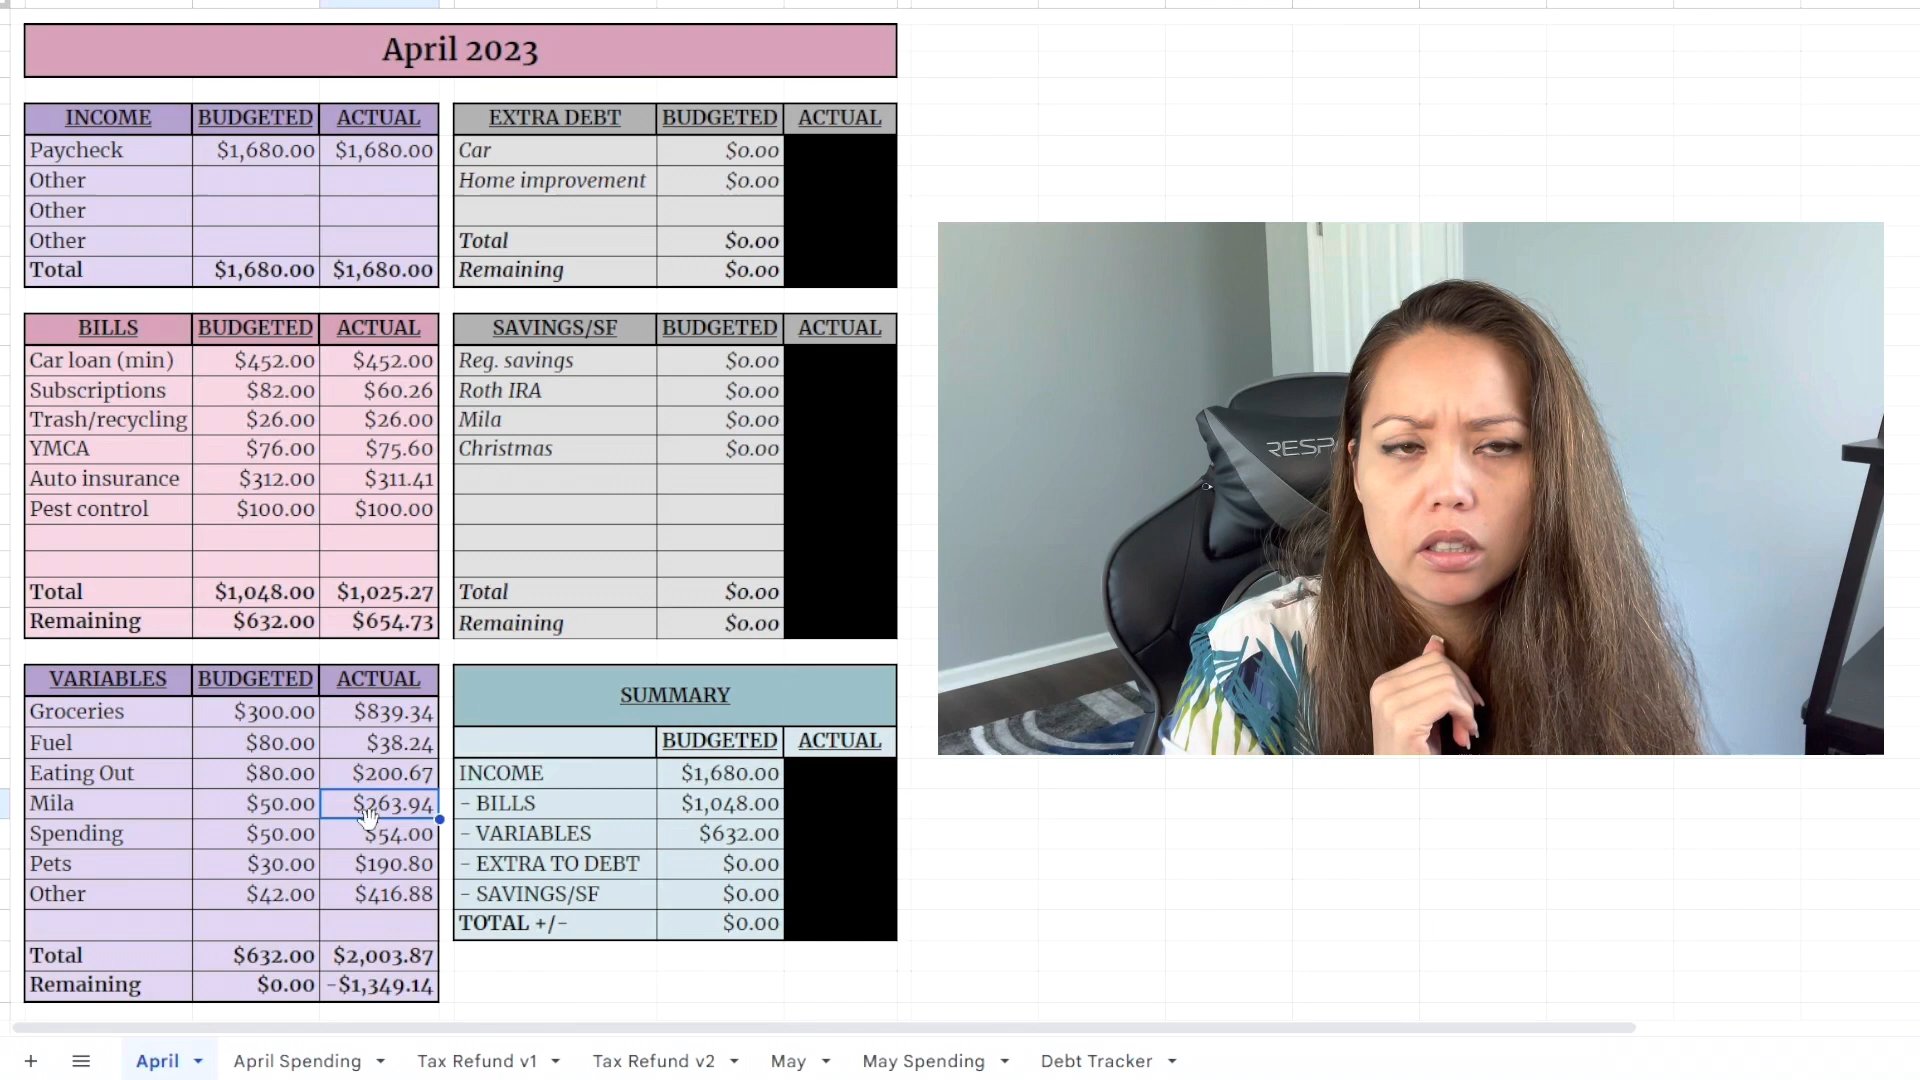 April 2023
INCOME BUDGETED ACTUAL
Paycheck $1,680.00 $1,680.00
Other
Other
Other
Total $1,680.00 $1,680.00
EXTRA DEBT BUDGETED ACTUAL
Car $0.00
Home improvement $0.00
Total $0.00
Remaining $0.00
BILLS BUDGETED ACTUAL
Car loan (min) $452.00 $452.00
Subscriptions $82.00 $60.26
Trash/recycling $26.00 $26.00
YMCA $76.00 $75.60
Auto insurance $312.00 $311.41
Pest control $100.00 $100.00
Total $1,048.00 $1,025.27
Remaining $632.00 $654.73
SAVINGS/SF BUDGETED ACTUAL
Reg. savings $0.00
Roth IRA $0.00
Mila $0.00
Christmas $0.00
Total $0.00
Remaining $0.00
VARIABLES BUDGETED ACTUAL
Groceries $300.00 $839.34
Fuel $80.00 $38.24
Eating Out $80.00 $200.67
Mila $50.00 $263.94
Spending $50.00 $54.00
Pets $30.00 $190.80
Other $42.00 $416.88
Total $632.00 $2,003.87
Remaining $0.00 -$1,349.14
SUMMARY
BUDGETED ACTUAL
INCOME $1,680.00
- BILLS $1,048.00
- VARIABLES $632.00
- EXTRA TO DEBT $0.00
- SAVINGS/SF $0.00
TOTAL +/- $0.00
RESP
April April Spending Tax Refund v1 Tax Refund v2 May May Spending Debt Tracker